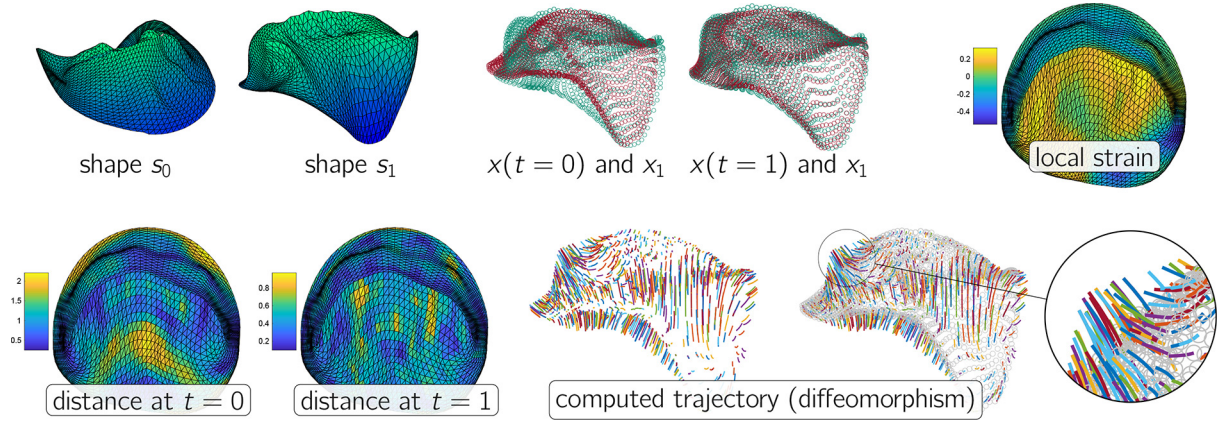 shape s₀
shape s₁
x(t = 0) and x₁
x(t = 1) and x₁
0.2
0
-0.2
-0.4
local strain
2
1.5
1
0.5
distance at t = 0
0.8
0.6
0.4
0.2
distance at t = 1
computed trajectory (diffeomorphism)